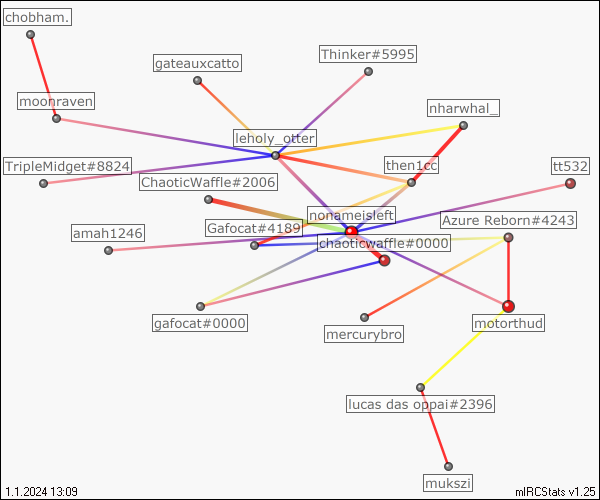 chobham.
Thinker#5995
gateauxcatto
moonraven
nharwhal_
leholy_otter
TripleMidget#8824
then1cc
tt532
ChaoticWaffle#2006
nonameisleft
Azure Reborn#4243
Gafocat#4189
amah1246
chaoticwaffle#0000
gafocat#0000
motorthud
mercurybro
lucas das oppai#2396
mukszi
1.1.2024 13:09
mIRCStats v1.25